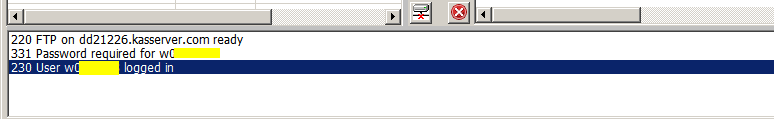 220 FTP on dd21226.kasserver.com ready
331 Password required for w0
230 User w0 logged in